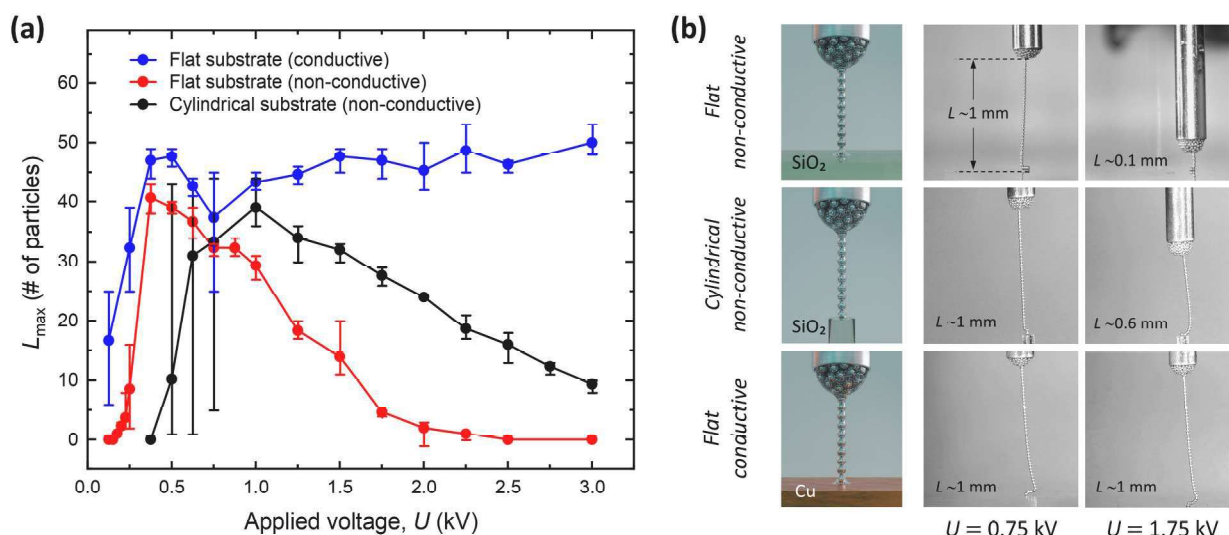 (a)
Flat substrate (conductive)
Flat substrate (non-conductive)
Cylindrical substrate (non-conductive)
60
50
40
30
20
10
0
L max (# of particles)
0.0
0.5
1.0
1.5
2.0
2.5
3.0
Applied voltage, U (kV)
(b)
Flat
non-conductive
SiO₂
L ~1 mm
L ~0.1 mm
Cylindrical
non-conductive
SiO₂
L ~1 mm
L ~0.6 mm
Flat
conductive
Cu
L ~1 mm
L ~1 mm
U = 0.75 kV
U = 1.75 kV